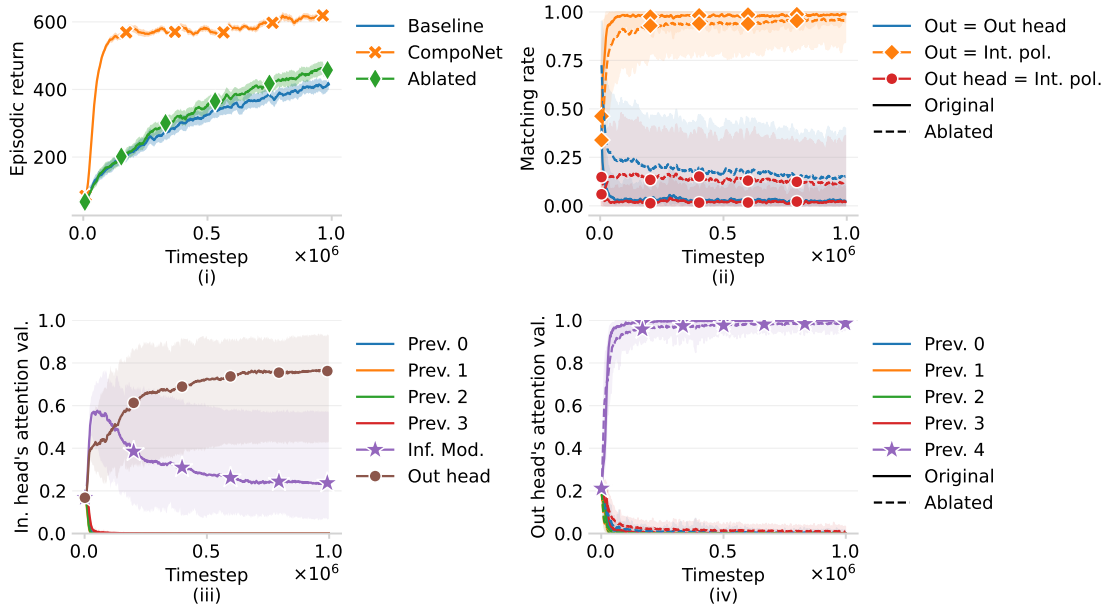 600
400
200
Episodic return
0.0
0.5
1.0
Timestep
×10⁶
(i)
Baseline
CompoNet
Ablated
1.00
0.75
0.50
0.25
0.00
Matching rate
0.0
0.5
1.0
Timestep
×10⁶
(ii)
Out = Out head
Out = Int. pol.
Out head = Int. pol.
Original
Ablated
1.0
0.8
0.6
0.4
0.2
0.0
In. head's attention val.
0.0
0.5
1.0
Timestep
×10⁶
(iii)
Prev. 0
Prev. 1
Prev. 2
Prev. 3
Inf. Mod.
Out head
1.0
0.8
0.6
0.4
0.2
0.0
Out head's attention val.
0.0
0.5
1.0
Timestep
×10⁶
(iv)
Prev. 0
Prev. 1
Prev. 2
Prev. 3
Prev. 4
Original
Ablated